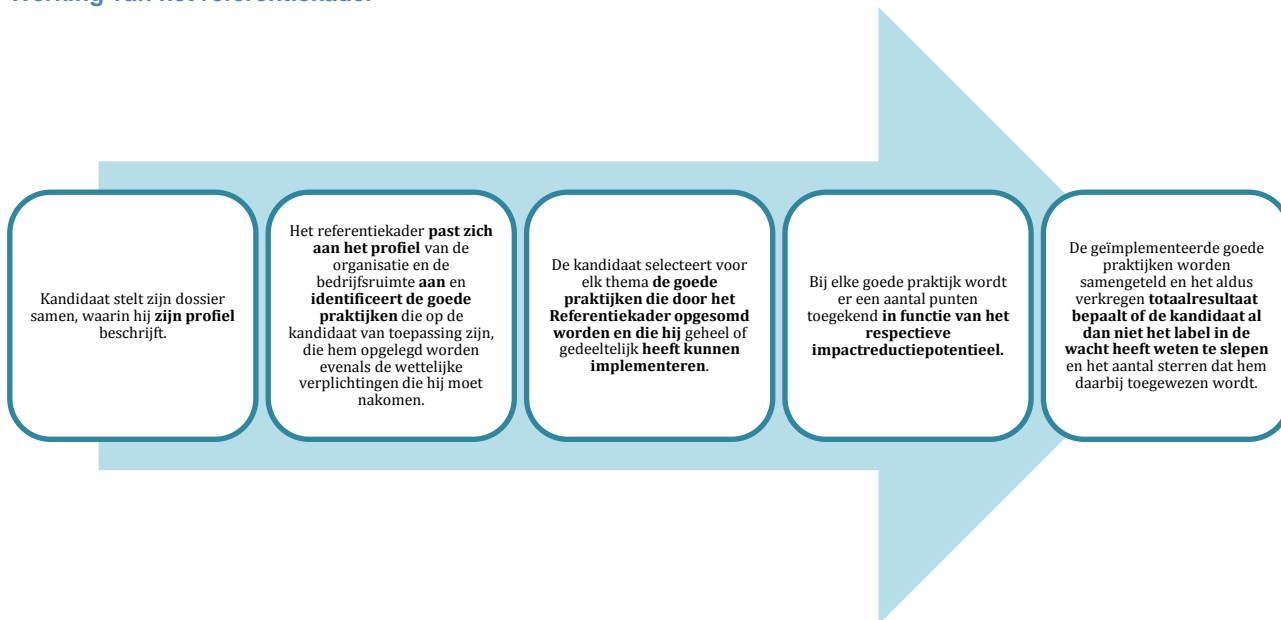 Werking van het referentiekader
Kandidaat stelt zijn dossier
samen, waarin hij zijn profiel
beschrijft.
Het referentiekader past zich
aan het profiel van de
organisatie en de
bedrijfsruimte aan en
identificeert de goede
praktijken die op de
kandidaat van toepassing zijn,
die hem opgelegd worden
evenals de wettelijke
verplichtingen die hij moet
nakomen.
De kandidaat selecteert voor
elk thema de goede
praktijken die door het
Referentiekader opgesomd
worden en die hij geheel of
gedeeltelijk heeft kunnen
implementeren.
Bij elke goede praktijk wordt
er een aantal punten
toegekend in functie van het
respectieve
impactreductiepotentieel.
De geïmplementeerde goede
praktijken worden
samengeteld en het aldus
verkregen totaalresultaat
bepaalt of de kandidaat al
dan niet het label in de
wacht heeft weten te slepen
en het aantal sterren dat hem
daarbij toegewezen wordt.